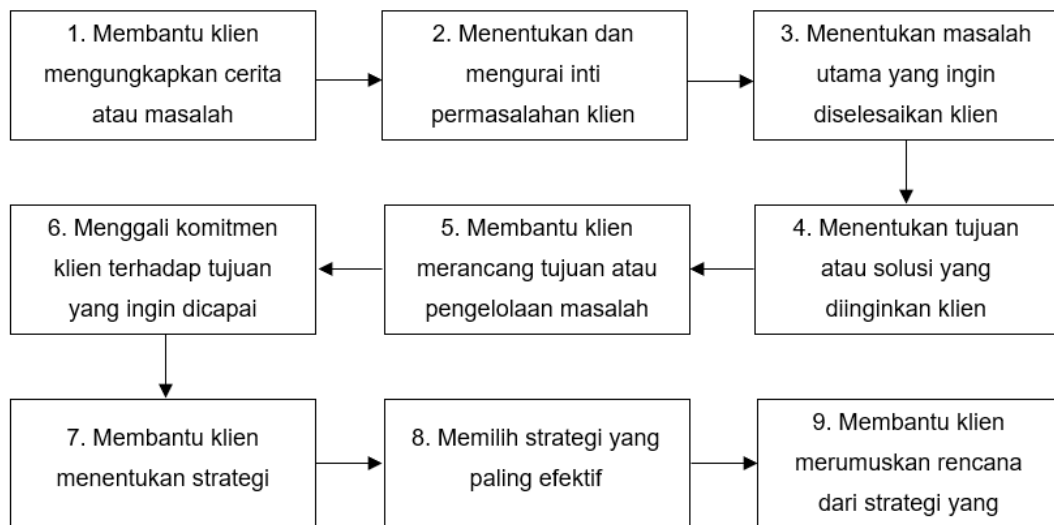 1. Membantu klien
mengungkapkan cerita
atau masalah
2. Menentukan dan
mengurai inti
permasalahan klien
3. Menentukan masalah
utama yang ingin
diselesaikan klien
4. Menentukan tujuan
atau solusi yang
diinginkan klien
5. Membantu klien
merancang tujuan atau
pengelolaan masalah
6. Menggali komitmen
klien terhadap tujuan
yang ingin dicapai
7. Membantu klien
menentukan strategi
8. Memilih strategi yang
paling efektif
9. Membantu klien
merumuskan rencana
dari strategi yang